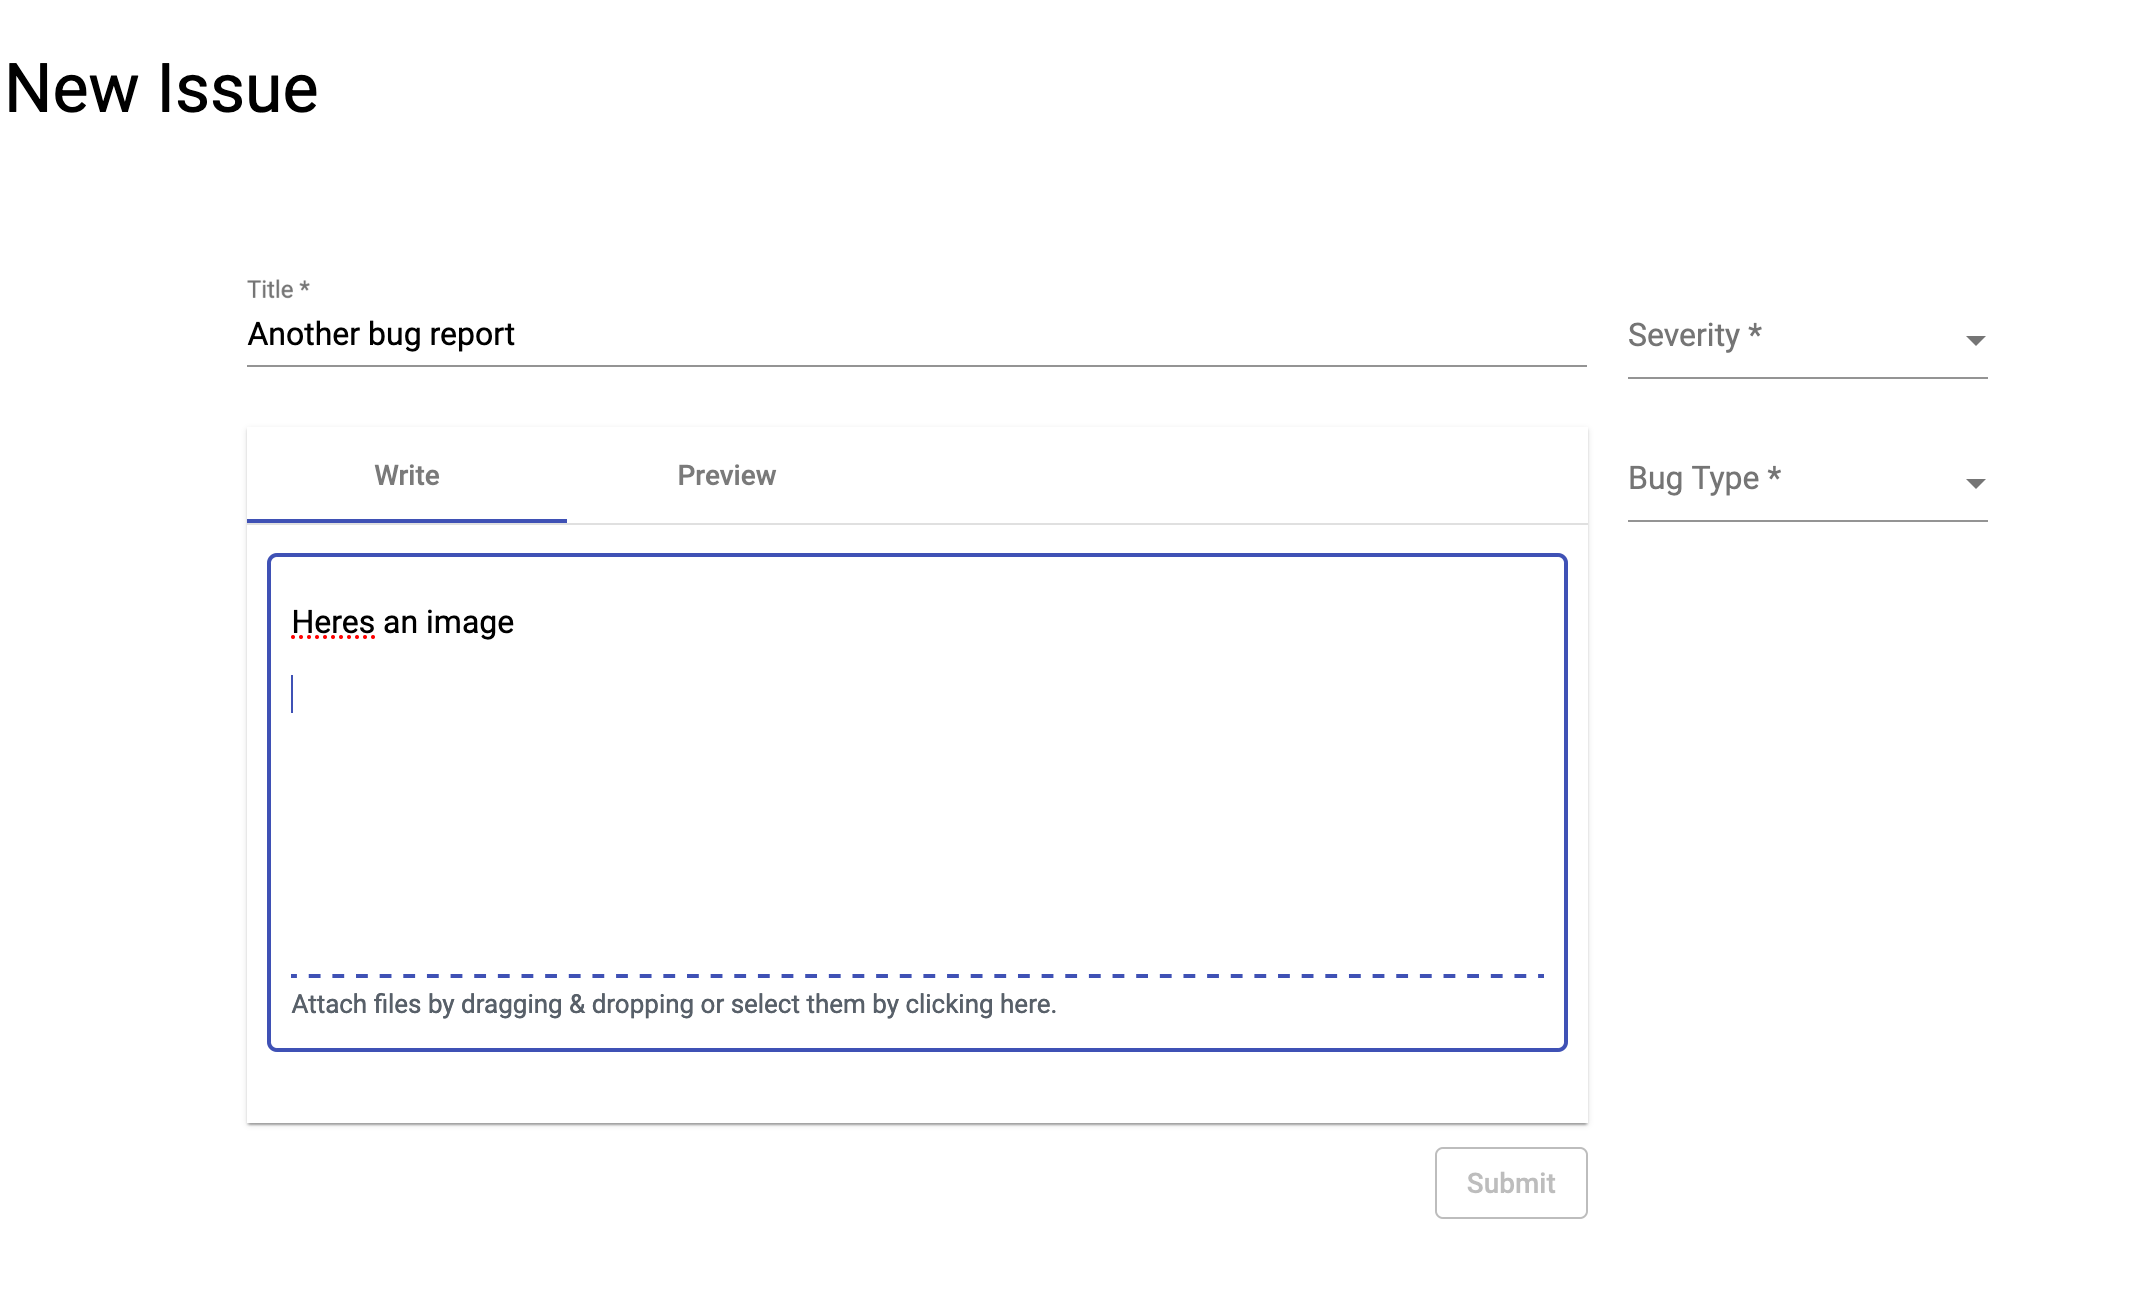 New Issue
Title *
Another bug report
Severity *
Write
Preview
Bug Type *
Heres an image
Attach files by dragging & dropping or select them by clicking here.
Submit